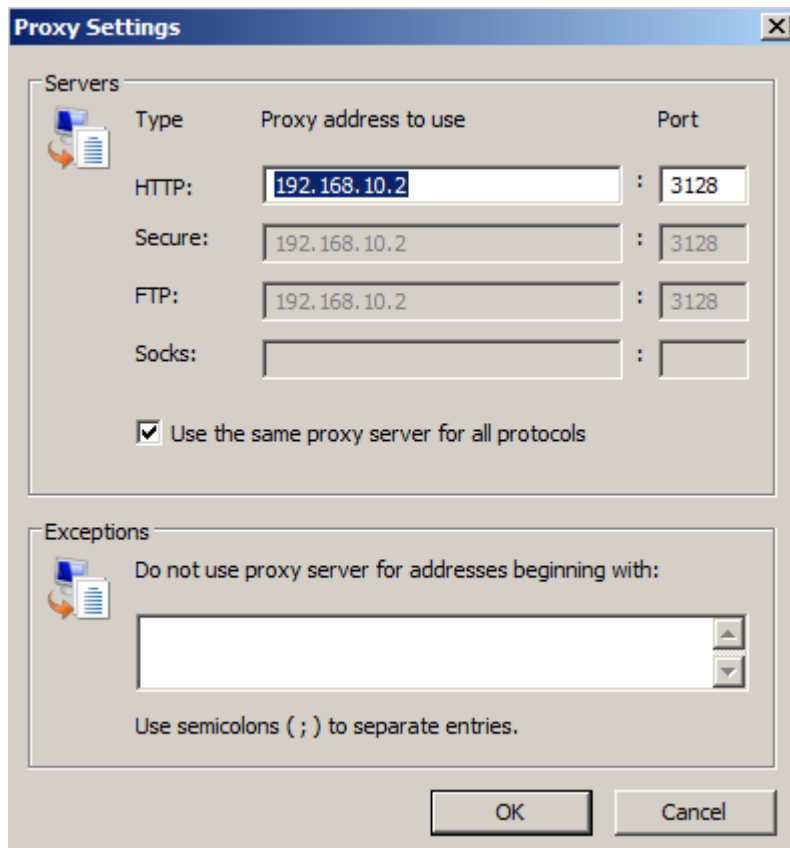 Proxy Settings
Servers
Type Proxy address to use Port
HTTP: 192.168.10.2 : 3128
Secure: 192.168.10.2 : 3128
FTP: 192.168.10.2 : 3128
Socks: :
Use the same proxy server for all protocols
Exceptions
Do not use proxy server for addresses beginning with:
Use semicolons ( ; ) to separate entries.
OK Cancel